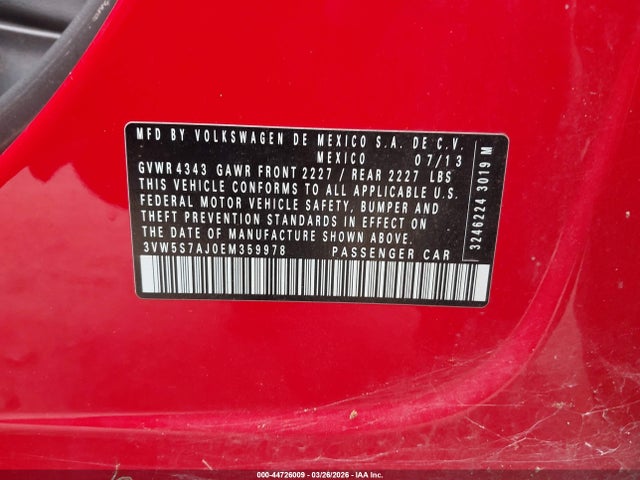 MFD BY VOLKSWAGEN DE MEXICO S.A. DE C.V.
MEXICO 07/13
GVWR 4343 GAWR FRONT 2227 / REAR 2227 LBS
THIS VEHICLE CONFORMS TO ALL APPLICABLE U.S.
FEDERAL MOTOR VEHICLE SAFETY, BUMPER AND
THEFT PREVENTION STANDARDS IN EFFECT ON
THE DATE OF MANUFACTURE SHOWN ABOVE.
3VW5S7AJ0EM359978 PASSENGER CAR
3246224 3019 M
000-44726009 • 03/26/2026 • IAA Inc.